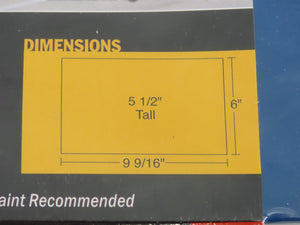 DIMENSIONS
5 1/2"
Tall
6"
9 9/16"
aint Recommended